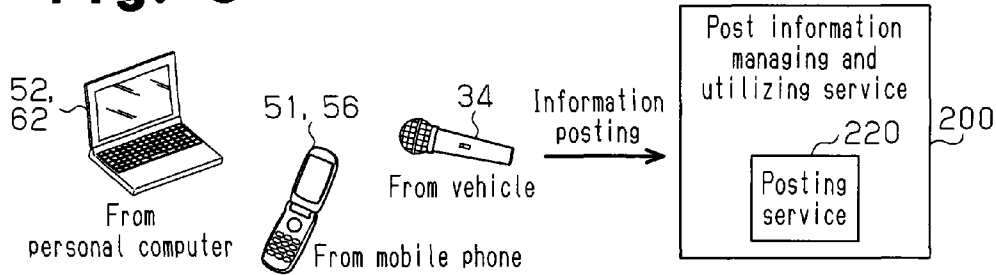 52,
62
From
personal computer
51, 56
From mobile phone
34
From vehicle
Information
posting
Post information
managing and
utilizing service
200
220
Posting
service